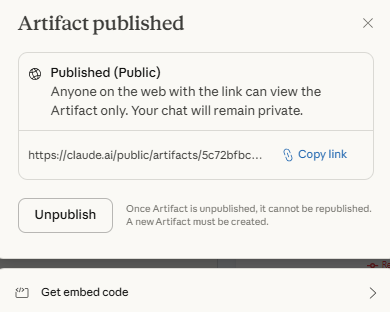 Artifact published
Published (Public)
Anyone on the web with the link can view the
Artifact only. Your chat will remain private.
https://claude.ai/public/artifacts/5c72bfbc...
Copy link
Unpublish
Once Artifact is unpublished, it cannot be republished.
A new Artifact must be created.
Get embed code